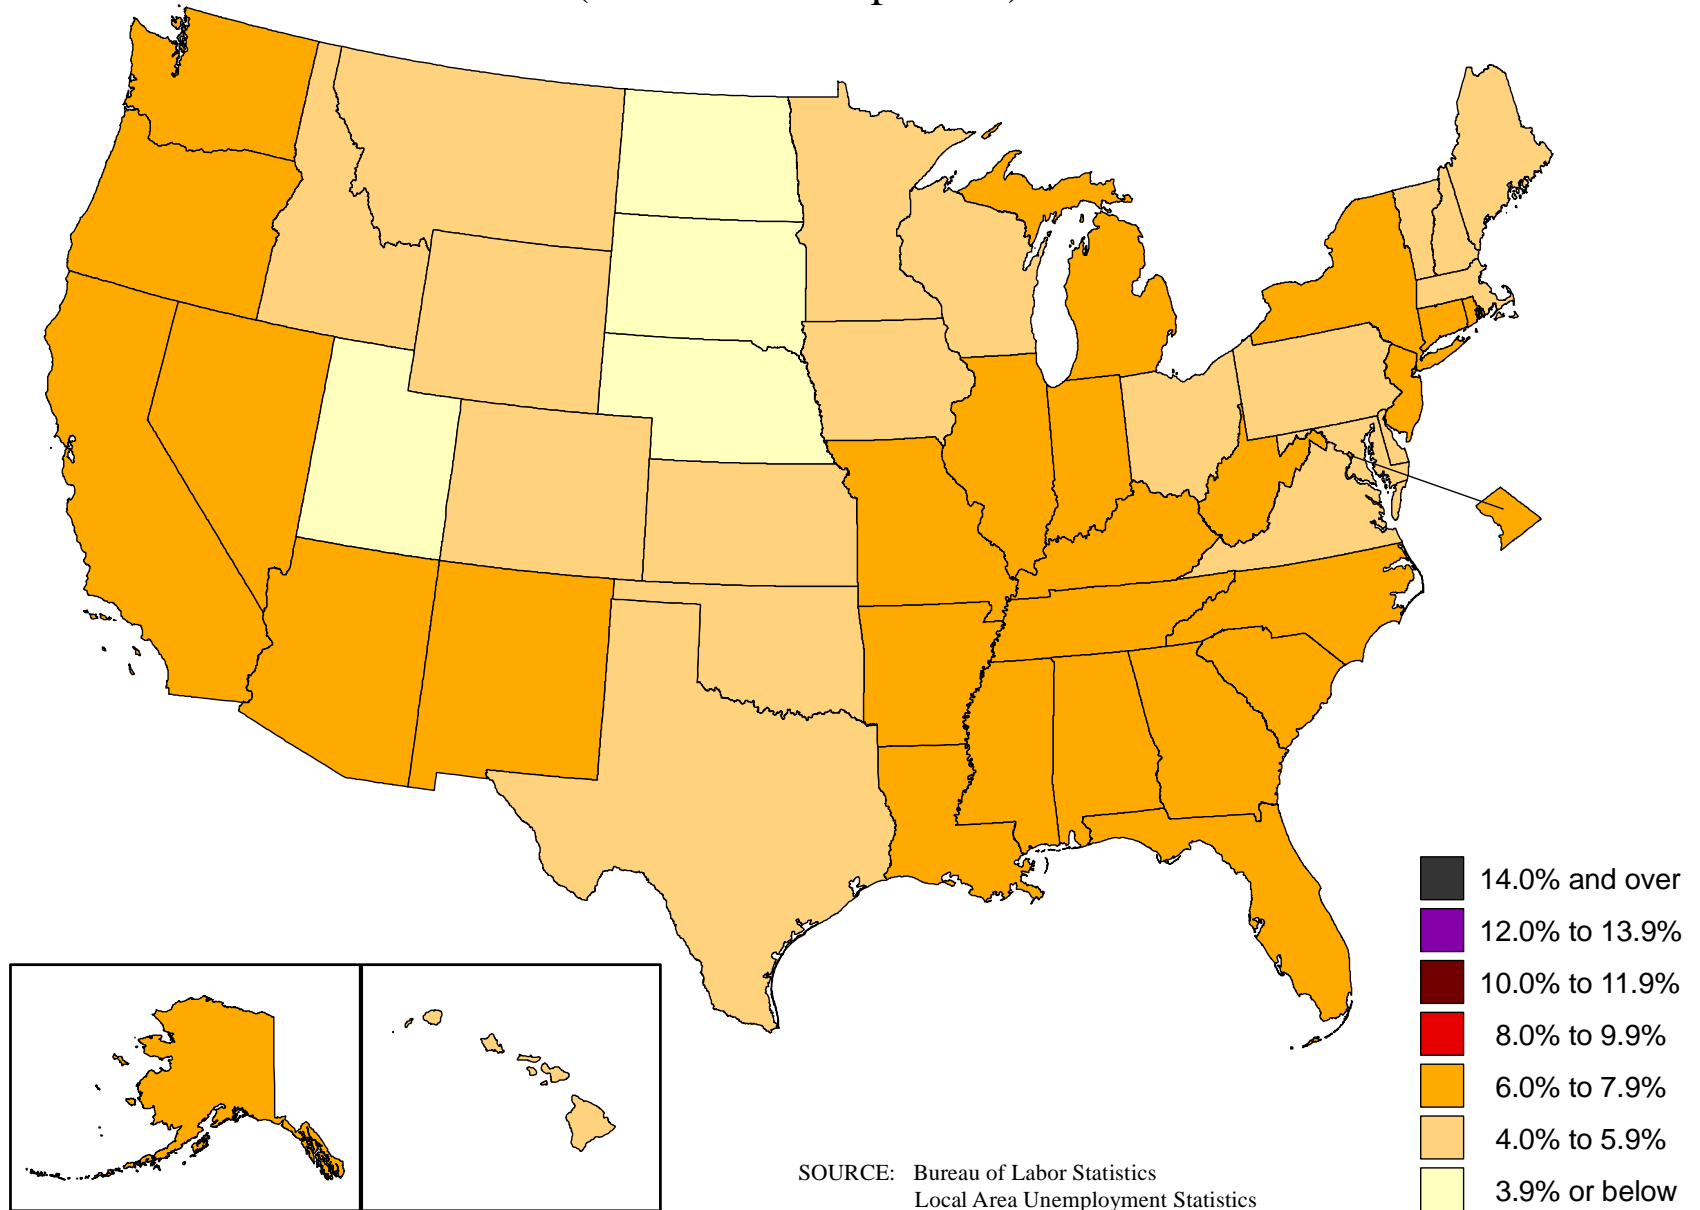 14.0% and over
12.0% to 13.9%
10.0% to 11.9%
8.0% to 9.9%
6.0% to 7.9%
4.0% to 5.9%
3.9% or below
SOURCE: Bureau of Labor Statistics
Local Area Unemployment Statistics